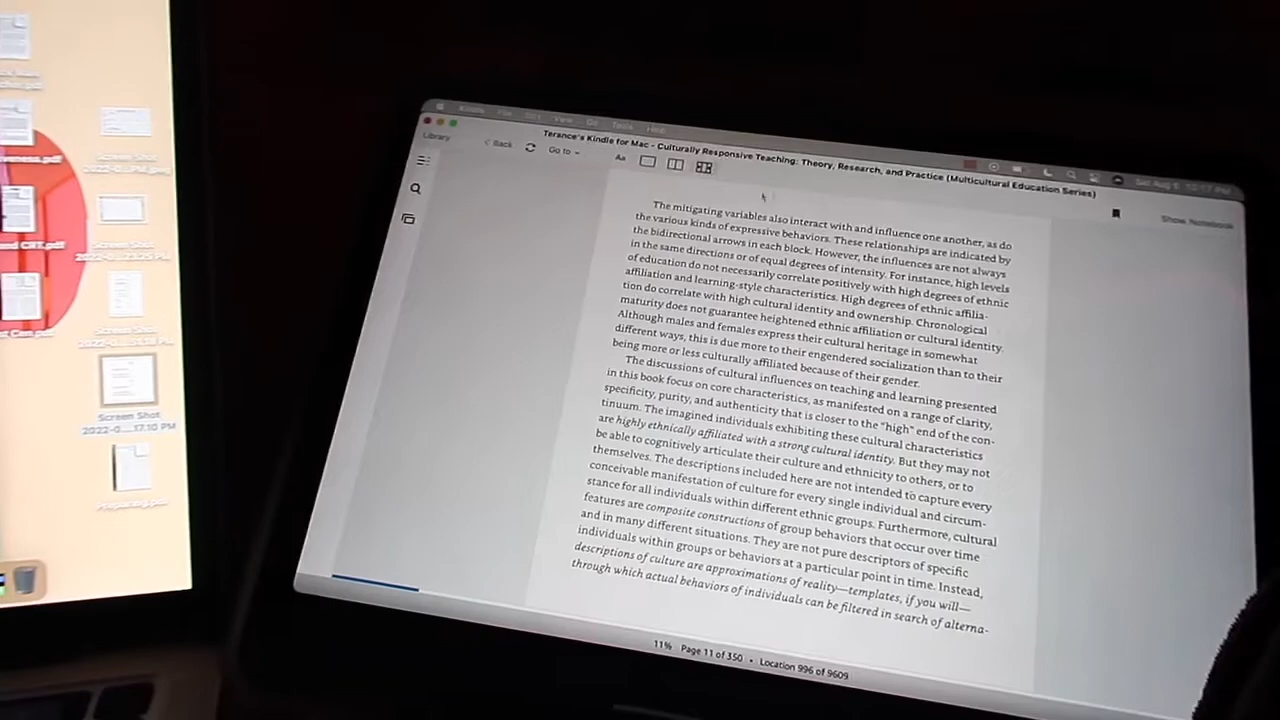 Screen Shot
2022-0...17.10 PM
Kindle File View Go Tools Help
Terance's Kindle for Mac - Culturally Responsive Teaching: Theory, Research, and Practice (Multicultural Education Series)
Library
Back
Go to
Aa
Show Notebook
The mitigating variables also interact with and influence one another, as do
the various kinds of expressive behaviors. These relationships are indicated by
the bidirectional arrows in each block. However, the influences are not always
in the same directions or of equal degrees of intensity. For instance, high levels
of education do not necessarily correlate positively with high degrees of ethnic
affiliation and learning-style characteristics. High degrees of ethnic affilia-
tion do correlate with high cultural identity and ownership. Chronological
maturity does not guarantee heightened ethnic affiliation or cultural identity.
Although males and females express their cultural heritage in somewhat
different ways, this is due more to their engendered socialization than to their
being more or less culturally affiliated because of their gender.
The discussions of cultural influences on teaching and learning presented
in this book focus on core characteristics, as manifested on a range of clarity,
specificity, purity, and authenticity that is closer to the "high" end of the con-
tinuum. The imagined individuals exhibiting these cultural characteristics
are highly ethnically affiliated with a strong cultural identity. But they may not
be able to cognitively articulate their culture and ethnicity to others, or to
themselves. The descriptions included here are not intended to capture every
conceivable manifestation of culture for every single individual and circum-
stance for all individuals within different ethnic groups. Furthermore, cultural
features are composite constructions of group behaviors that occur over time
and in many different situations. They are not pure descriptors of specific
individuals within groups or behaviors at a particular point in time. Instead,
descriptions of culture are approximations of reality—templates, if you will—
through which actual behaviors of individuals can be filtered in search of alterna-
11% Page 11 of 350 • Location 996 of 9609